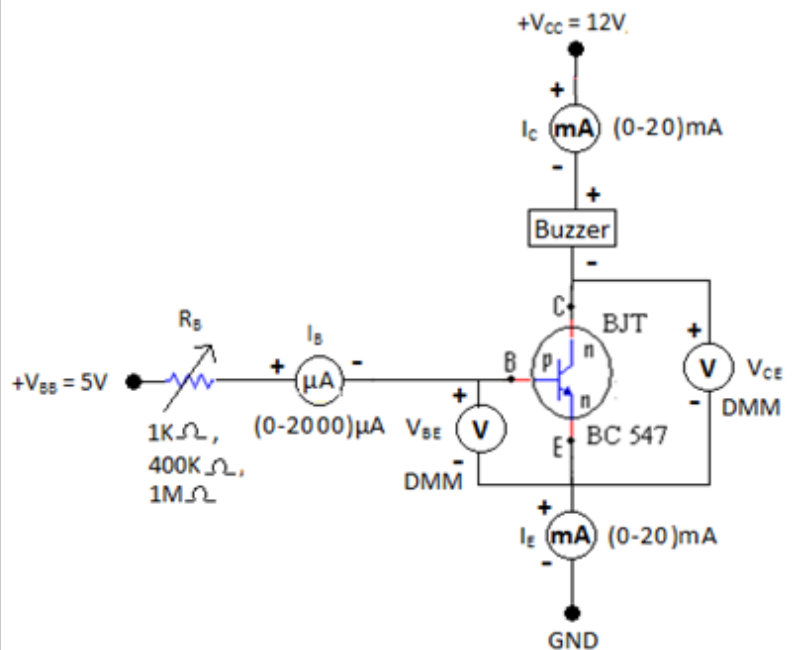 +VCC = 12V
+
IC mA (0-20)mA
-
+
Buzzer
-
C BJT
RB
IB
n
+
+VBB = 5V
+ µA -
B p
V VCE
(0-2000)µA
+
VBE V
n
-
DMM
1KΩ,
400KΩ,
1MΩ
-
DMM
E BC 547
+
IE mA (0-20)mA
-
GND